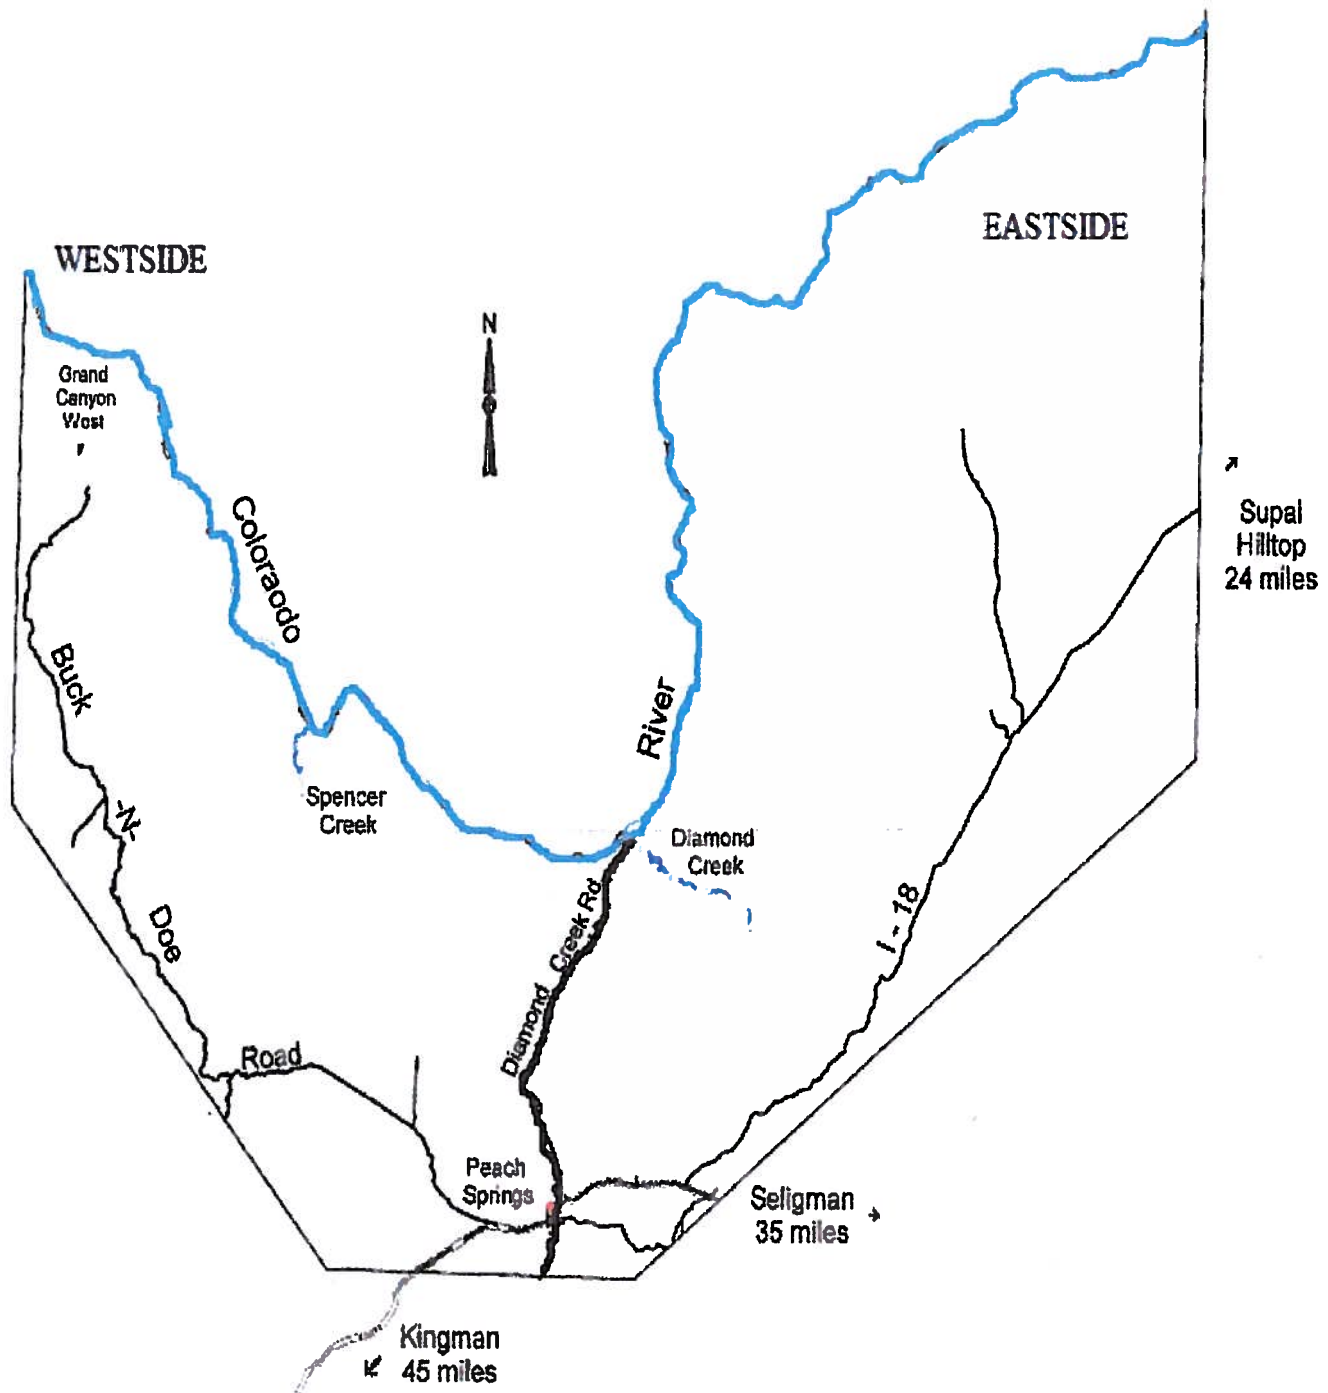 EASTSIDE
WESTSIDE
N
Grand
Canyon
West
Supai
Hilltop
24 miles
Coloraodo
River
Buck
-N-
Doe
Road
Spencer
Creek
Diamond
Creek
Diamond Creek Rd
I - 18
Peach
Springs
Seligman
35 miles
Kingman
45 miles